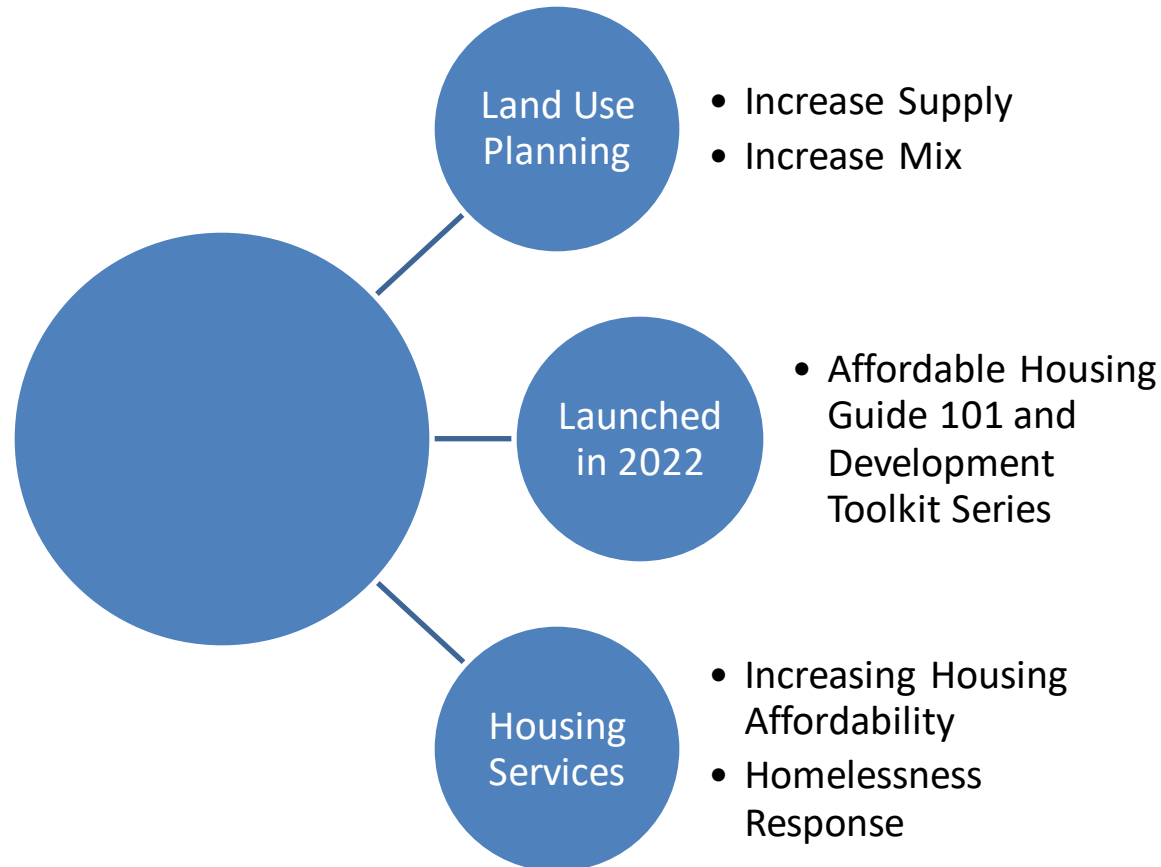 Land Use
Planning
• Increase Supply
• Increase Mix
Launched
in 2022
• Affordable Housing
Guide 101 and
Development
Toolkit Series
Housing
Services
• Increasing Housing
Affordability
• Homelessness
Response